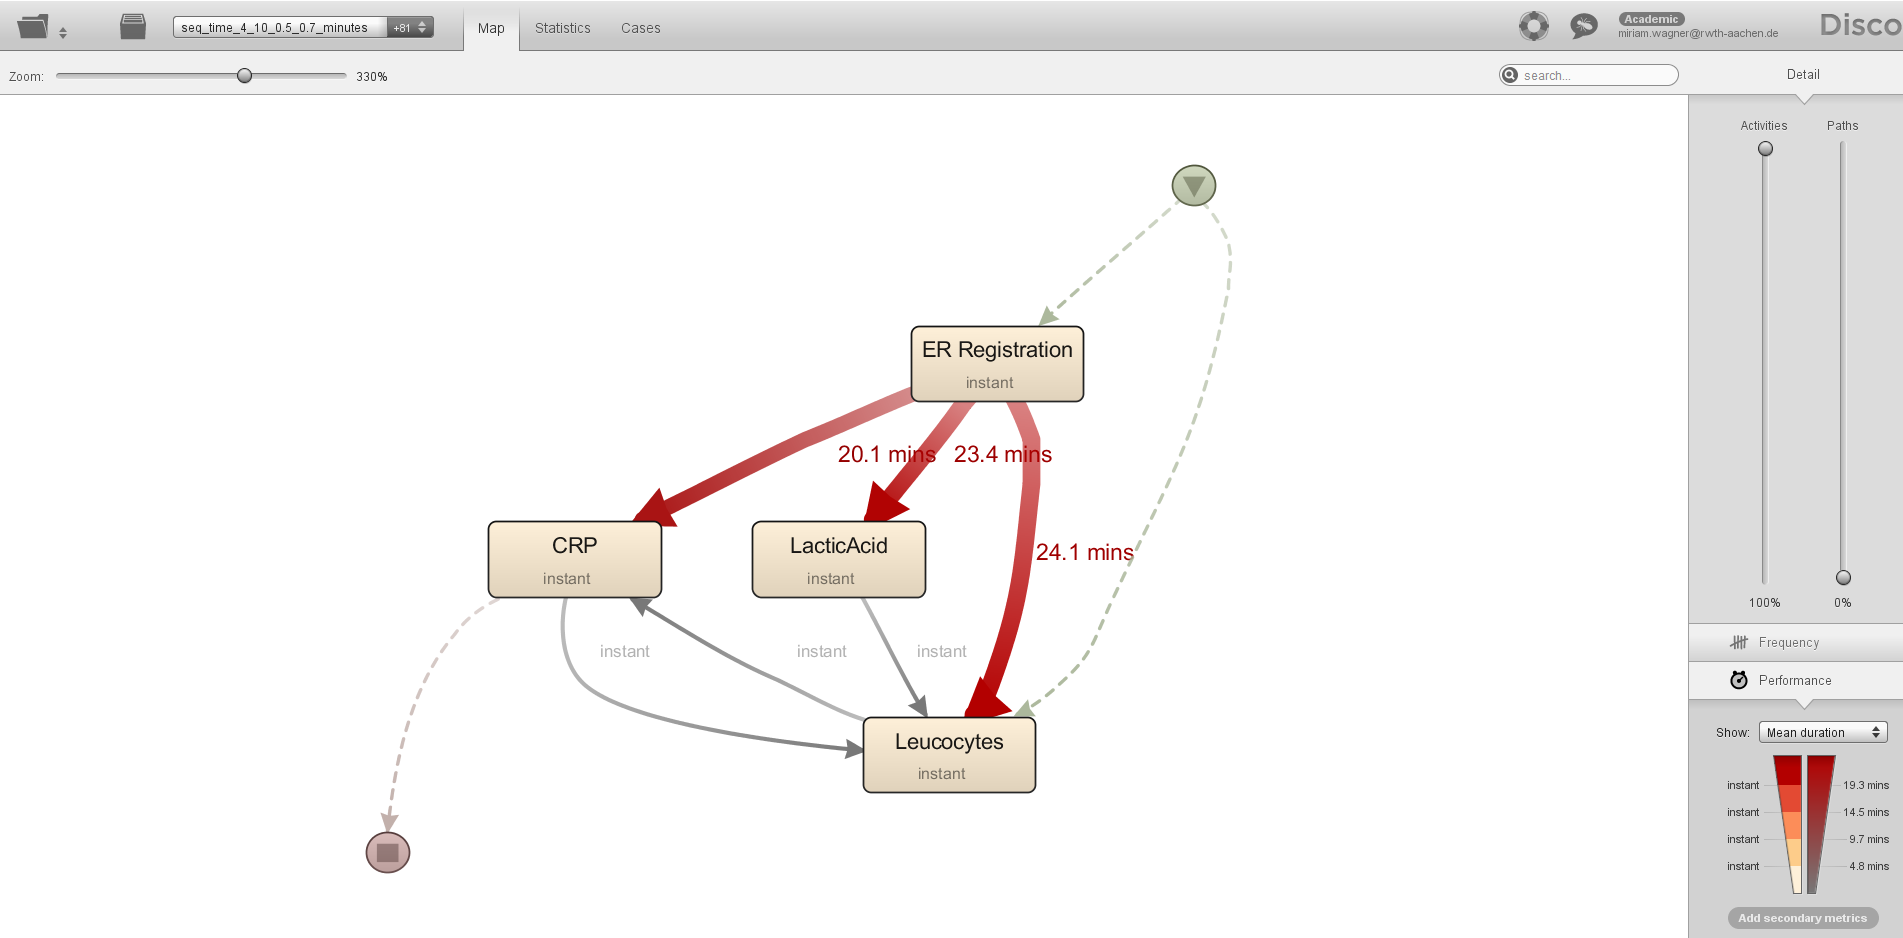 seq_time_4_10_0.5_0.7_minutes +81
Map Statistics Cases
Academic
miriam.wagner@rwth-aachen.de
Disco
Zoom: 330%
search...
Detail
Activities Paths
ER Registration
instant
20.1 mins 23.4 mins
CRP
instant
LacticAcid
instant
24.1 mins
instant instant instant
Leucocytes
instant
100% 0%
Frequency
Performance
Show: Mean duration
instant 19.3 mins
instant 14.5 mins
instant 9.7 mins
instant 4.8 mins
Add secondary metrics